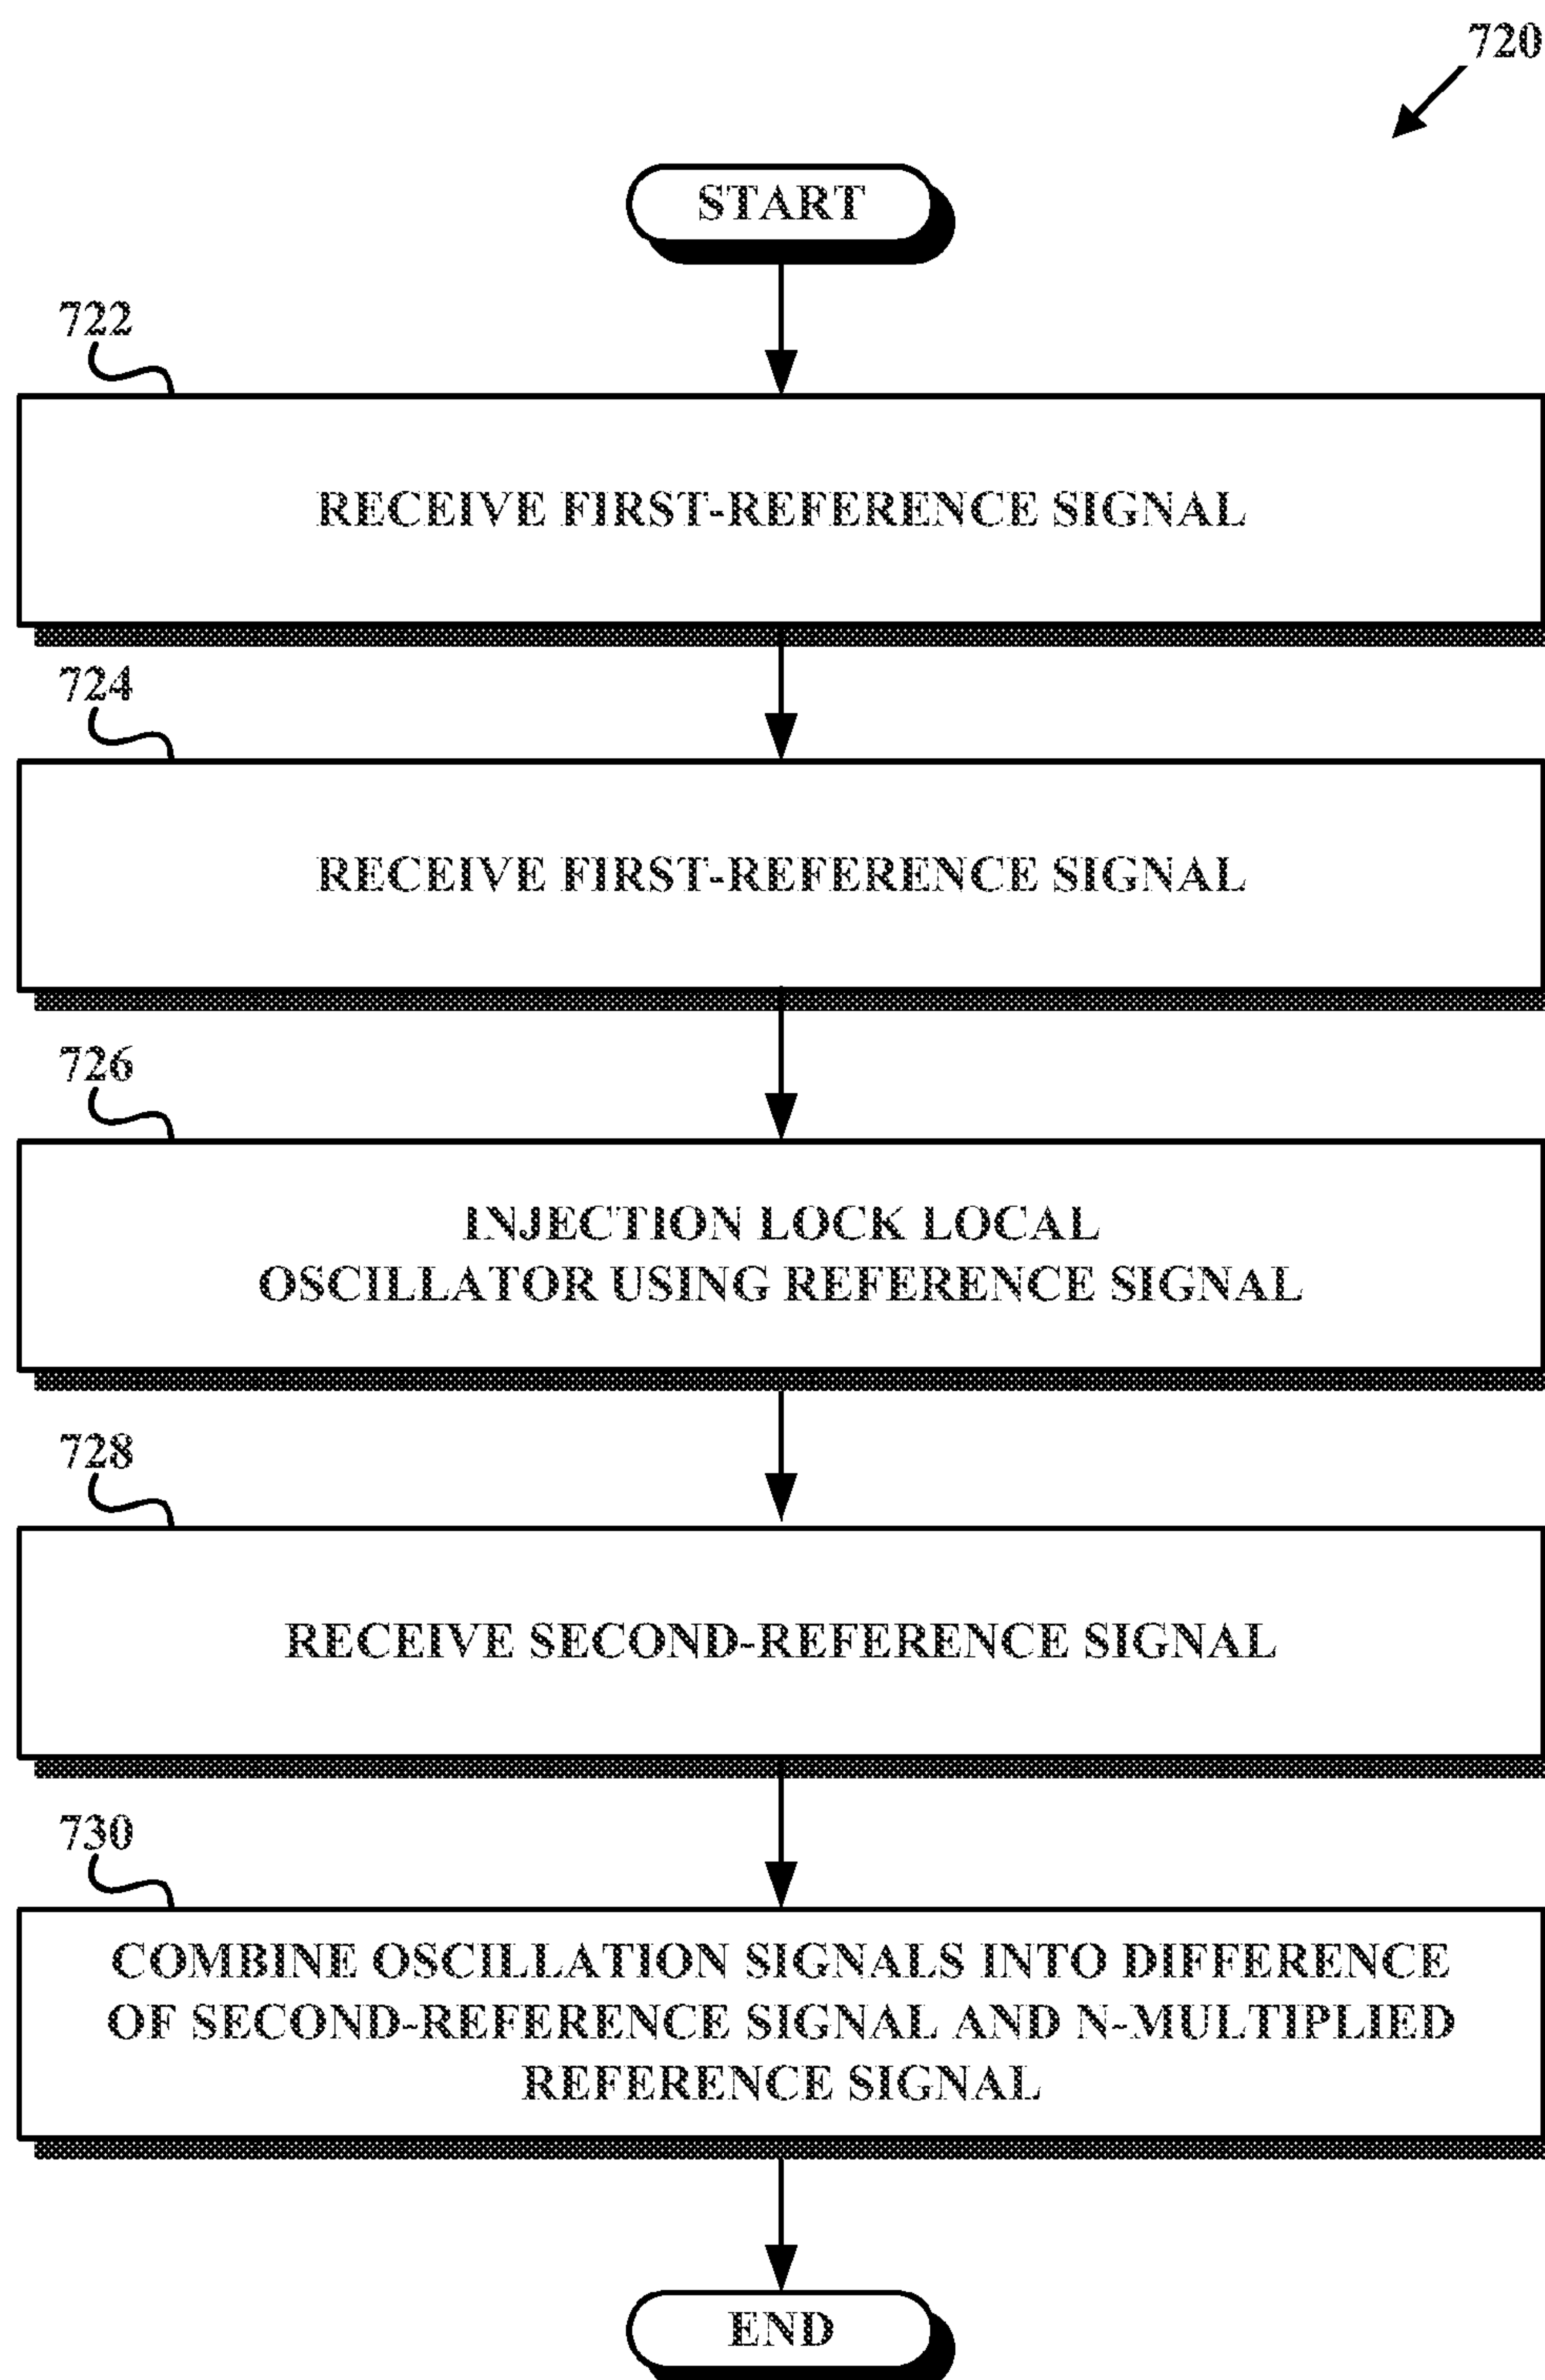 720
START
722
RECEIVE FIRST-REFERENCE SIGNAL
724
RECEIVE FIRST-REFERENCE SIGNAL
726
INJECTION LOCK LOCAL
OSCILLATOR USING REFERENCE SIGNAL
728
RECEIVE SECOND-REFERENCE SIGNAL
730
COMBINE OSCILLATION SIGNALS INTO DIFFERENCE
OF SECOND-REFERENCE SIGNAL AND N-MULTIPLIED
REFERENCE SIGNAL
END